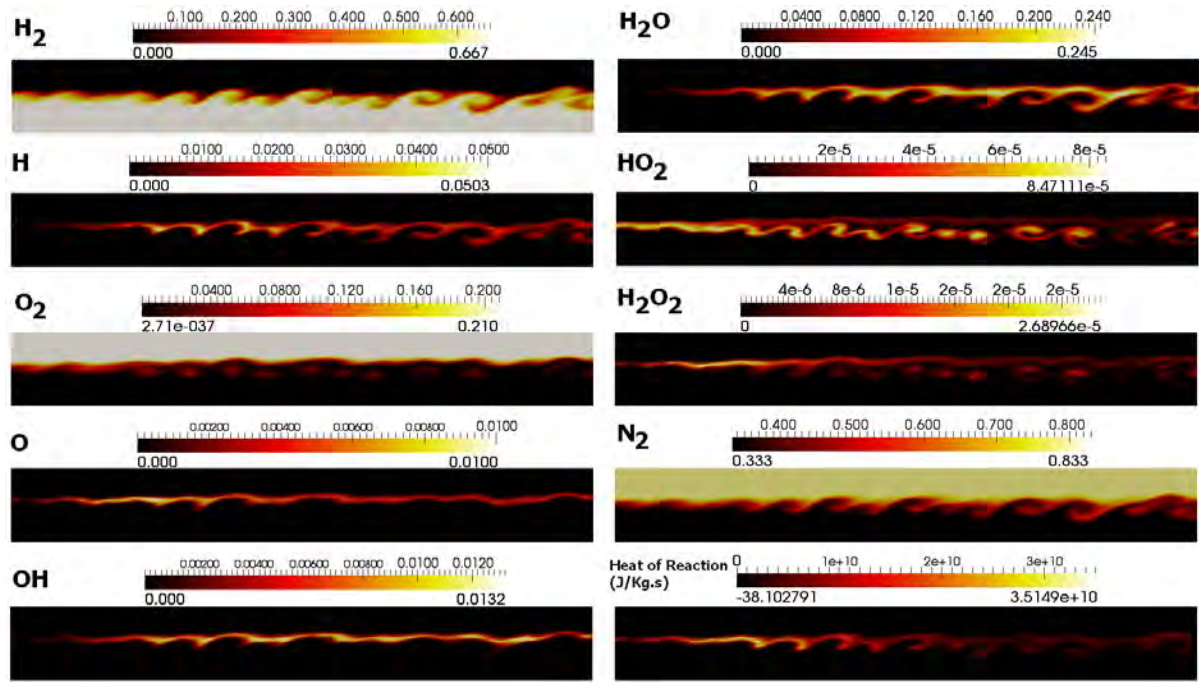 H2
0.100 0.200 0.300 0.400 0.500 0.600
0.000 0.667
H2O
0.0400 0.080 0.120 0.160 0.200 0.240
0.000 0.245
H
0.0100 0.0200 0.0300 0.0400 0.0500
0.000 0.0503
HO2
2e-5 4e-5 6e-5 8e-5
0 8.47111e-5
O2
0.0400 0.0800 0.120 0.160 0.200
2.71e-037 0.210
H2O2
4e-6 8e-6 1e-5 2e-5 2e-5 2e-5
0 2.68966e-5
O
0.00200 0.00400 0.00600 0.00800 0.0100
0.000 0.0100
N2
0.400 0.500 0.600 0.700 0.800
0.333 0.833
OH
0.00200 0.00400 0.00600 0.00800 0.0100 0.0120
0.000 0.0132
Heat of Reaction
(J/Kg.s)
0 1e+10 2e+10 3e+10
-38.102791 3.5149e+10